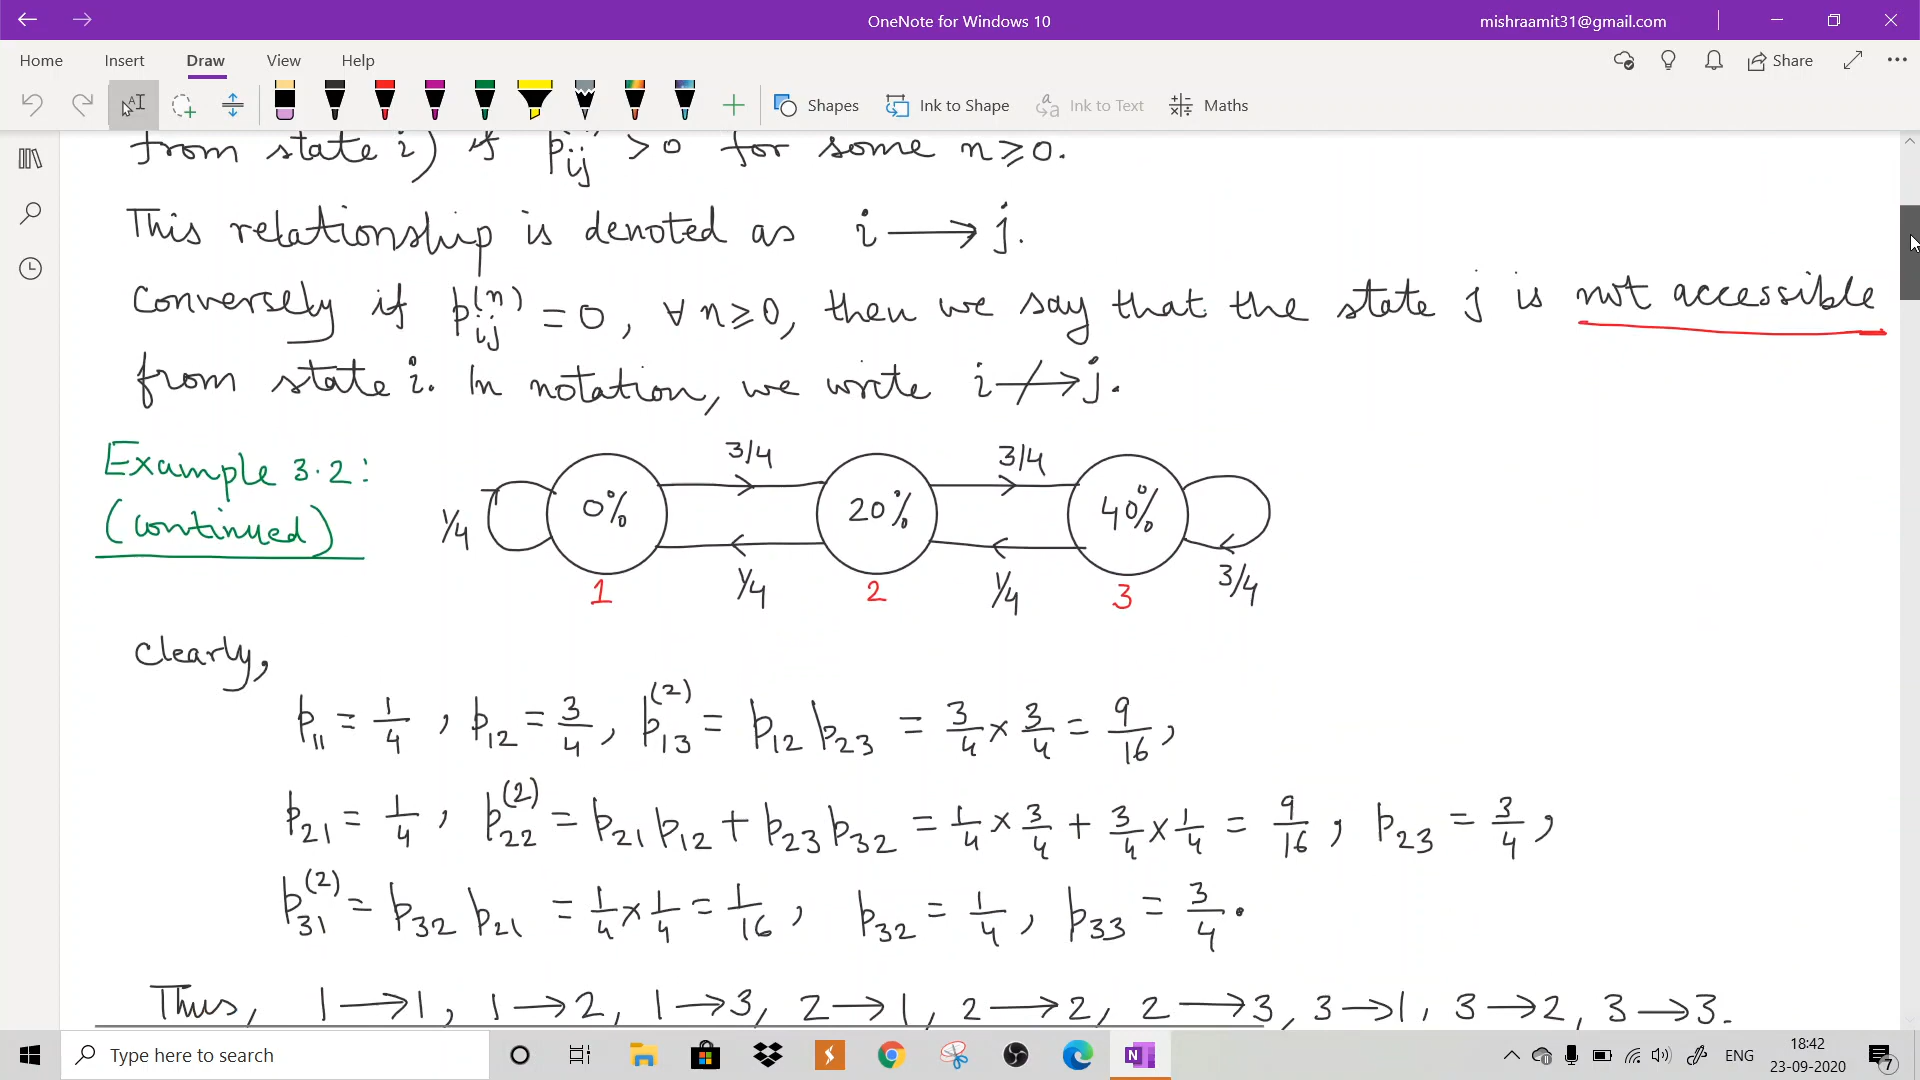 OneNote for Windows 10
mishraamit31@gmail.com
Home Insert Draw View Help
Share
Shapes Ink to Shape Ink to Text Maths
from state i) if p_ij > 0 for some n ≥ 0.
This relationship is denoted as i ⟶ j.
Conversely if p_ij^(n) = 0, ∀ n ≥ 0, then we say that the state j is not accessible
from state i. In notation, we write i ⟶̸ j.
Example 3.2:
(continued)
3/4 3/4
1/4 0% 20% 40%
1/4 1/4 3/4
1 2 3
Clearly,
p_11 = 1/4, p_12 = 3/4, p_13^(2) = p_12 p_23 = 3/4 × 3/4 = 9/16,
p_21 = 1/4, p_22^(2) = p_21 p_12 + p_23 p_32 = 1/4 × 3/4 + 3/4 × 1/4 = 9/16, p_23 = 3/4,
p_31^(2) = p_32 p_21 = 1/4 × 1/4 = 1/16, p_32 = 1/4, p_33 = 3/4.
Thus, 1 ⟶ 1, 1 ⟶ 2, 1 ⟶ 3, 2 ⟶ 1, 2 ⟶ 2, 2 ⟶ 3, 3 ⟶ 1, 3 ⟶ 2, 3 ⟶ 3.
Type here to search
ENG
18:42
23-09-2020
7